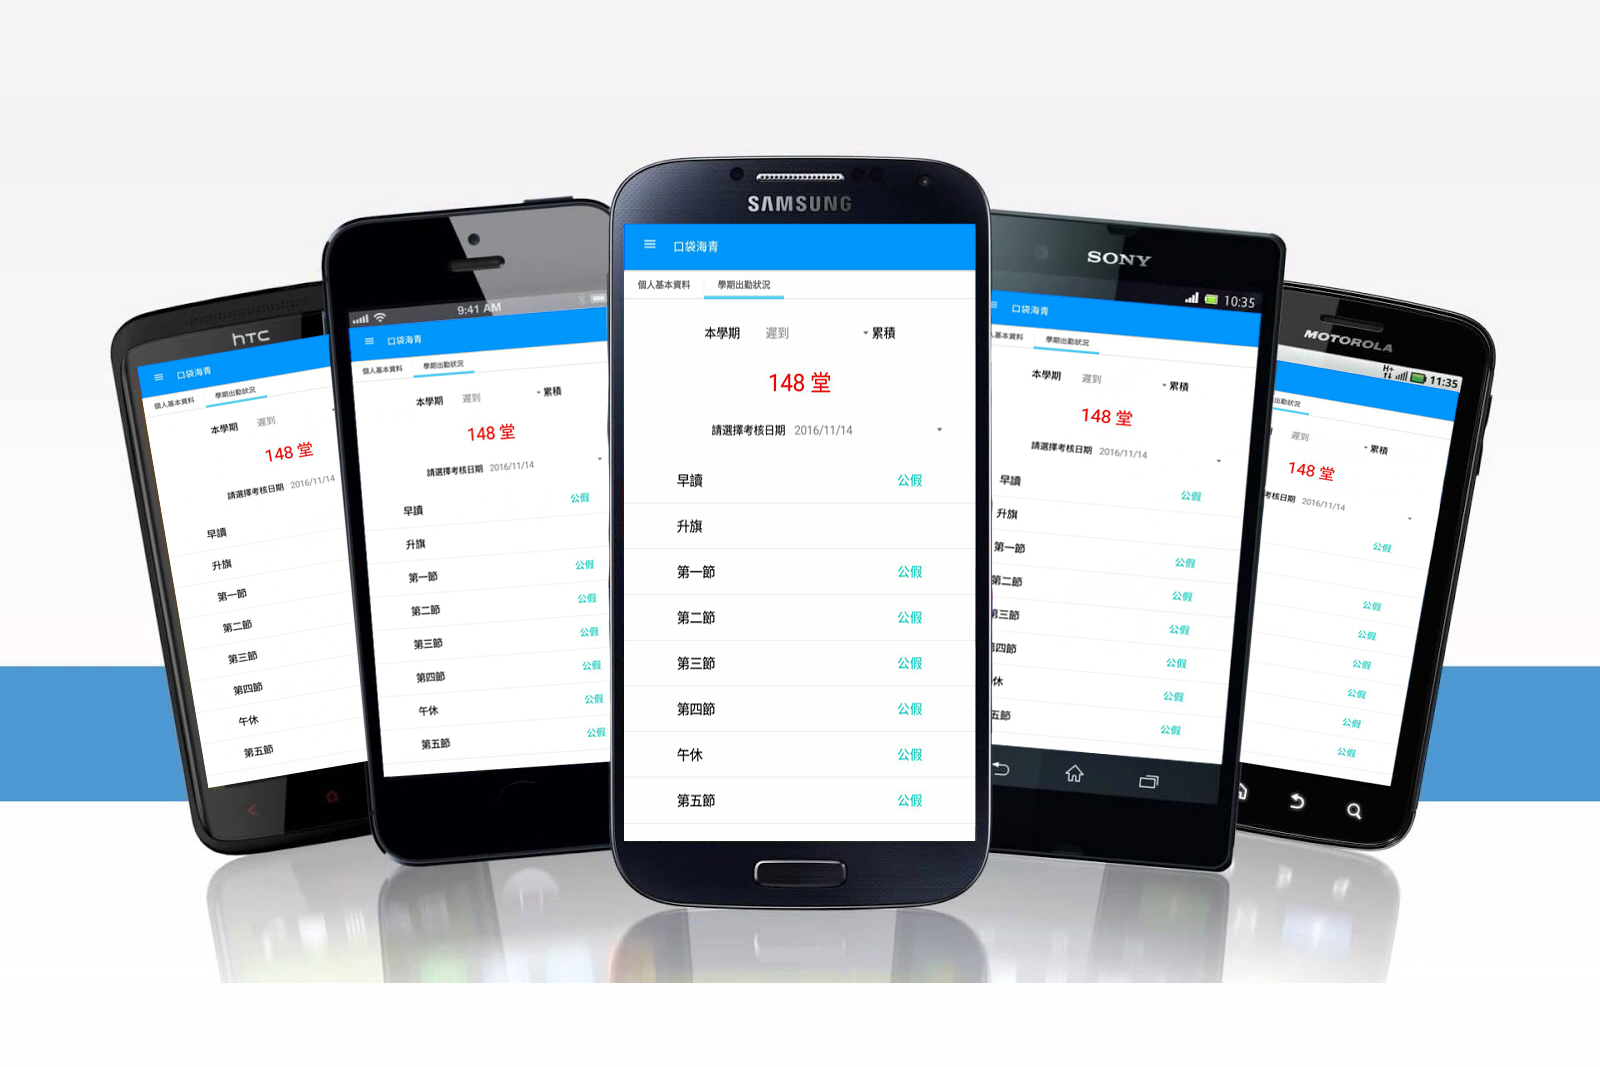 hTC
口袋海青
個人基本資料 學期出勤狀況
本學期 遲到
148 堂
請選擇考核日期 2016/11/14
早讀
升旗
第一節
第二節
第三節
第四節
午休
第五節
9:41 AM
口袋海青
個人基本資料 學期出勤狀況
本學期 遲到 累積
148 堂
請選擇考核日期 2016/11/14
早讀 公假
升旗
第一節 公假
第二節 公假
第三節 公假
第四節 公假
午休 公假
第五節 公假
SAMSUNG
口袋海青
個人基本資料 學期出勤狀況
本學期 遲到 累積
148 堂
請選擇考核日期 2016/11/14
早讀 公假
升旗
第一節 公假
第二節 公假
第三節 公假
第四節 公假
午休 公假
第五節 公假
SONY
10:35
口袋海青
基本資料 學期出勤狀況
本學期 遲到 累積
148 堂
請選擇考核日期 2016/11/14
早讀 公假
升旗
第一節 公假
第二節 公假
第三節 公假
四節 公假
休 公假
五節 公假
MOTOROLA
H+ 11:35
出勤狀況
遲到 累積
148 堂
考核日期 2016/11/14
公假
公假
公假
公假
公假
公假
公假